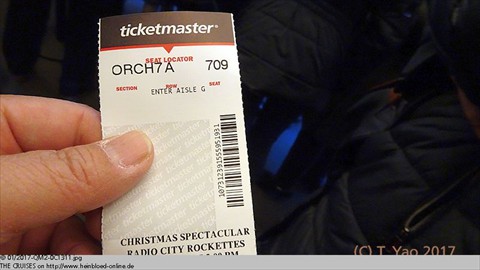 ticketmaster®
SEAT LOCATOR
ORCH7 A 709
SECTION ROW SEAT
ENTER AISLE G
CHRISTMAS SPECTACULAR
RADIO CITY ROCKETTES
(C) T. Yao 2017
© 01/2017-QM2-0C1311.jpg
THE CRUISES on http://www.heinbloed-online.de